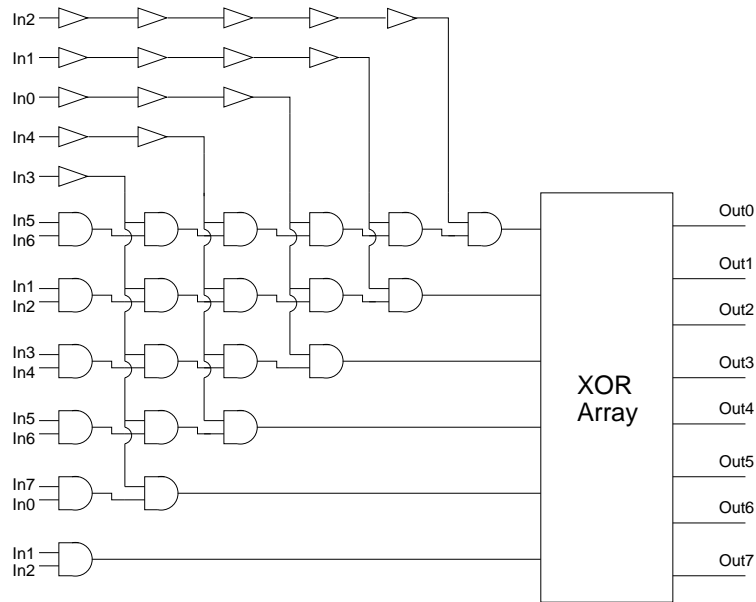 In2
In1
In0
In4
In3
In5
In6
Out0
In1
In2
Out1
Out2
In3
In4
Out3
XOR
Array
In5
In6
Out4
In7
In0
Out5
Out6
In1
In2
Out7